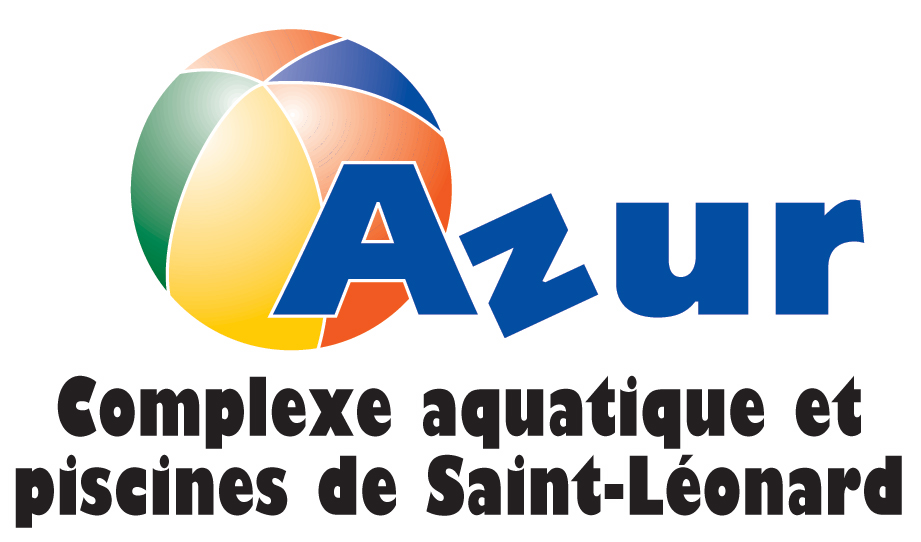 Azur
Complexe aquatique et
piscines de Saint-Léonard